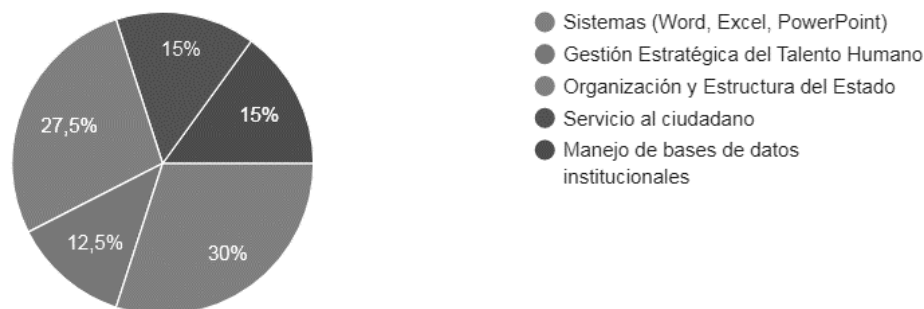 15%
15%
27,5%
12,5%
30%
Sistemas (Word, Excel, PowerPoint)
Gestión Estratégica del Talento Humano
Organización y Estructura del Estado
Servicio al ciudadano
Manejo de bases de datos
institucionales